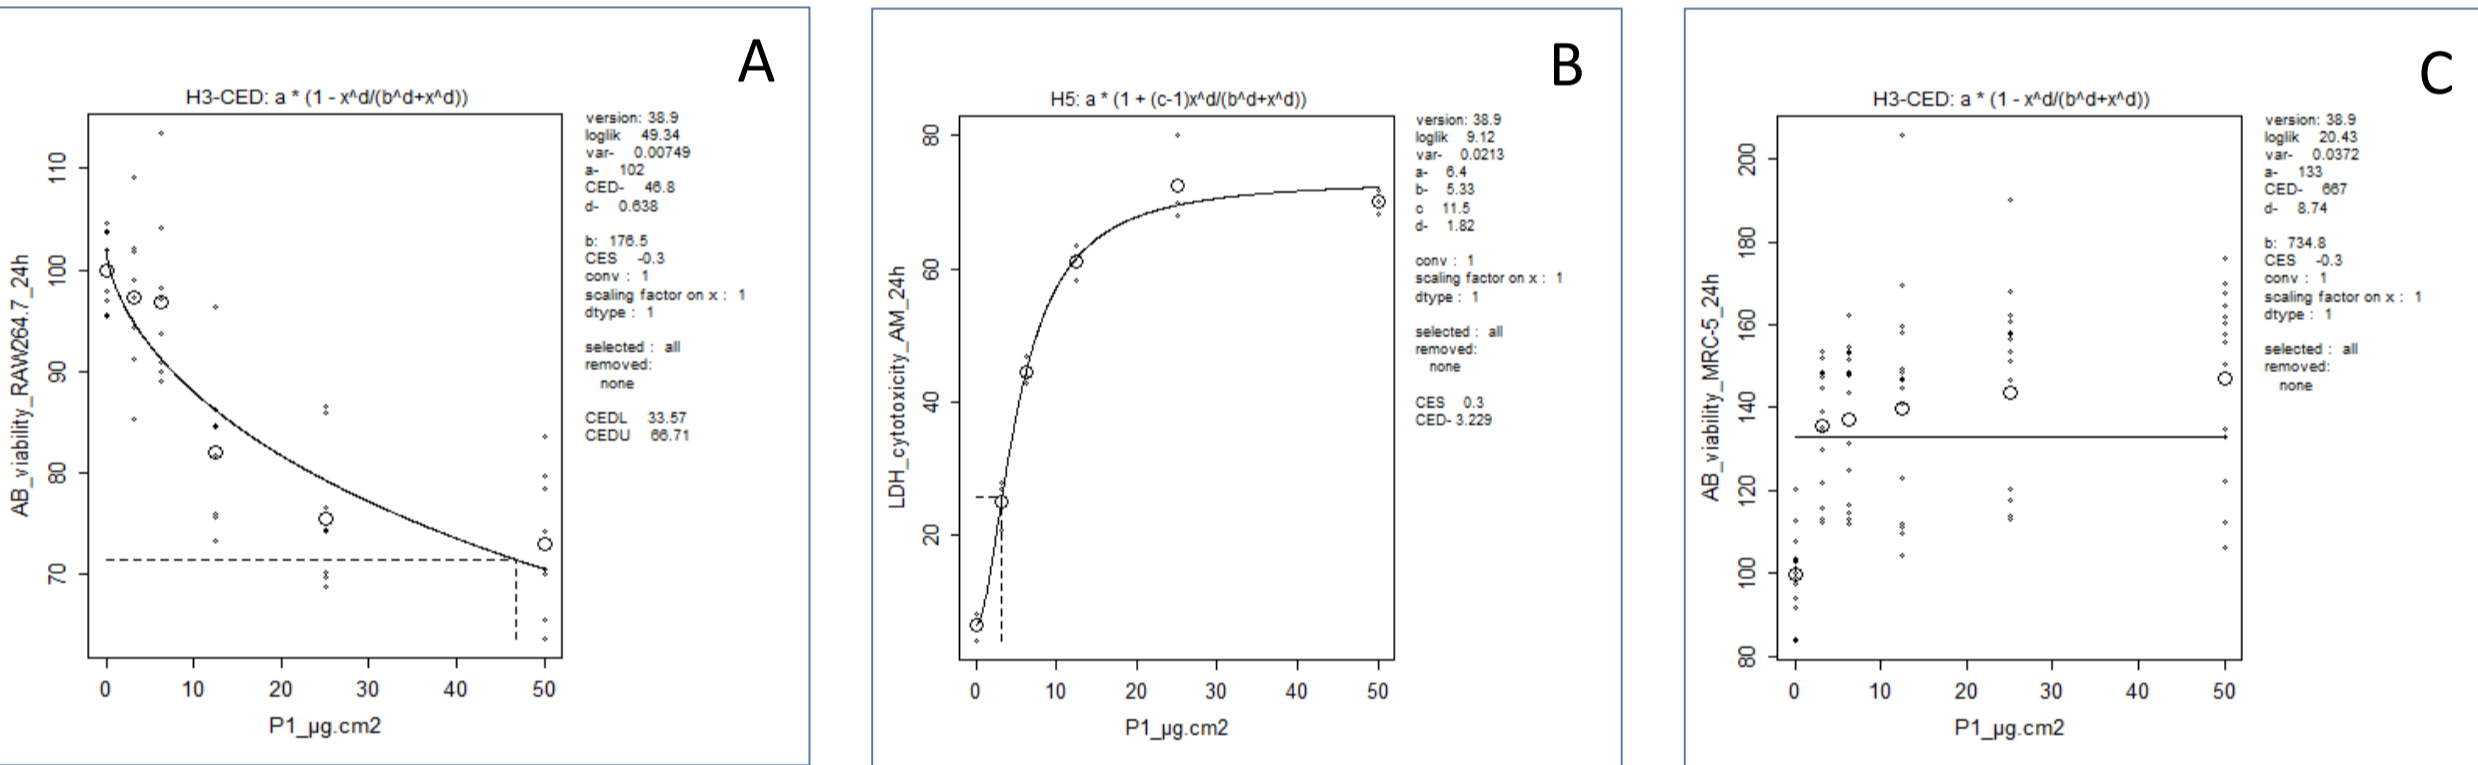 A
H3-CED: a * (1 - x^d/(b^d+x^d))
version: 38.9
loglik 49.34
var- 0.00749
a- 102
CED- 46.8
d- 0.638
b: 176.5
CES -0.3
conv : 1
scaling factor on x : 1
dtype : 1
selected : all
removed:
none
CEDL 33.57
CEDU 66.71
AB_viability_RAW264.7_24h
110
100
90
80
70
0 10 20 30 40 50
P1_µg.cm2
B
H5: a * (1 + (c-1)x^d/(b^d+x^d))
version: 38.9
loglik 9.12
var- 0.0213
a- 6.4
b- 5.33
c 11.5
d- 1.82
conv : 1
scaling factor on x : 1
dtype : 1
selected : all
removed:
none
CES 0.3
CED- 3.229
LDH_cytotoxicity_AM_24h
80
60
40
20
0 10 20 30 40 50
P1_µg.cm2
C
H3-CED: a * (1 - x^d/(b^d+x^d))
version: 38.9
loglik 20.43
var- 0.0372
a- 133
CED- 667
d- 8.74
b: 734.8
CES -0.3
conv : 1
scaling factor on x : 1
dtype : 1
selected : all
removed:
none
AB_viability_MRC-5_24h
200
180
160
140
120
100
80
0 10 20 30 40 50
P1_µg.cm2